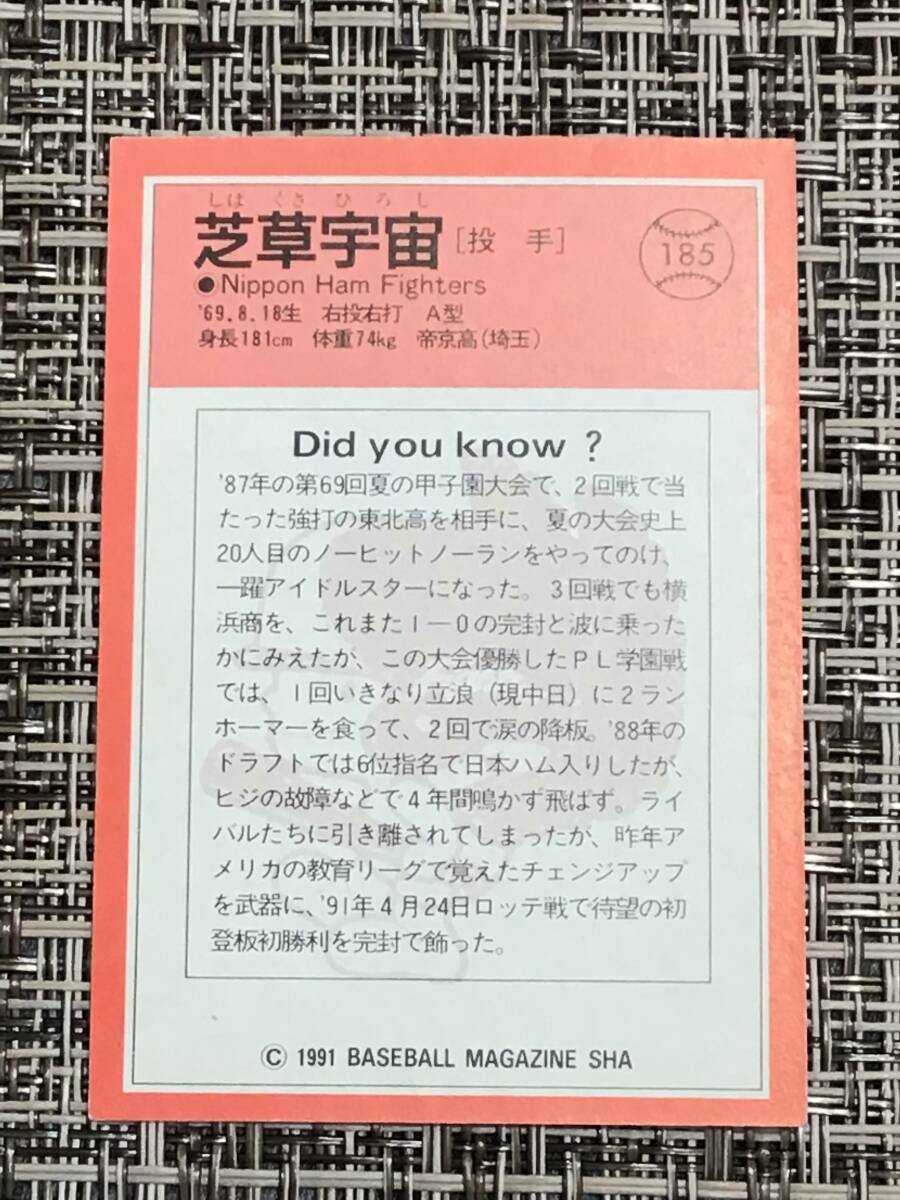 しば くさ ひ ろ し
芝草宇宙[投 手]
185
●Nippon Ham Fighters
'69.8.18生 右投右打 A型
身長181cm 体重74kg 帝京高(埼玉)
Did you know ?
'87年の第69回夏の甲子園大会で、2回戦で当
たった強打の東北高を相手に、夏の大会史上
20人目のノーヒットノーランをやってのけ、
一躍アイドルスターになった。3回戦でも横
浜商を、これまた1−0の完封と波に乗った
かにみえたが、この大会優勝したPL学園戦
では、1回いきなり立浪(現中日)に2ラン
ホーマーを食って、2回で涙の降板。'88年の
ドラフトでは6位指名で日本ハム入りしたが、
ヒジの故障などで4年間鳴かず飛ばず。ライ
バルたちに引き離されてしまったが、昨年ア
メリカの教育リーグで覚えたチェンジアップ
を武器に、'91年4月24日ロッテ戦で待望の初
登板初勝利を完封で飾った。
© 1991 BASEBALL MAGAZINE SHA